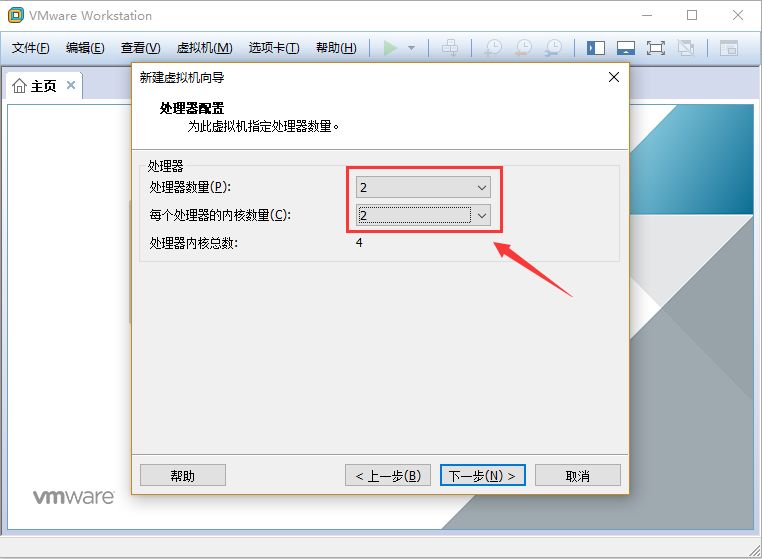 VMware Workstation
文件(F) 编辑(E) 查看(V) 虚拟机(M) 选项卡(T) 帮助(H)
主页
新建虚拟机向导
处理器配置
为此虚拟机指定处理器数量。
处理器
处理器数量(P): 2
每个处理器的内核数量(C): 2
处理器内核总数: 4
vmware
帮助 < 上一步(B) 下一步(N) > 取消